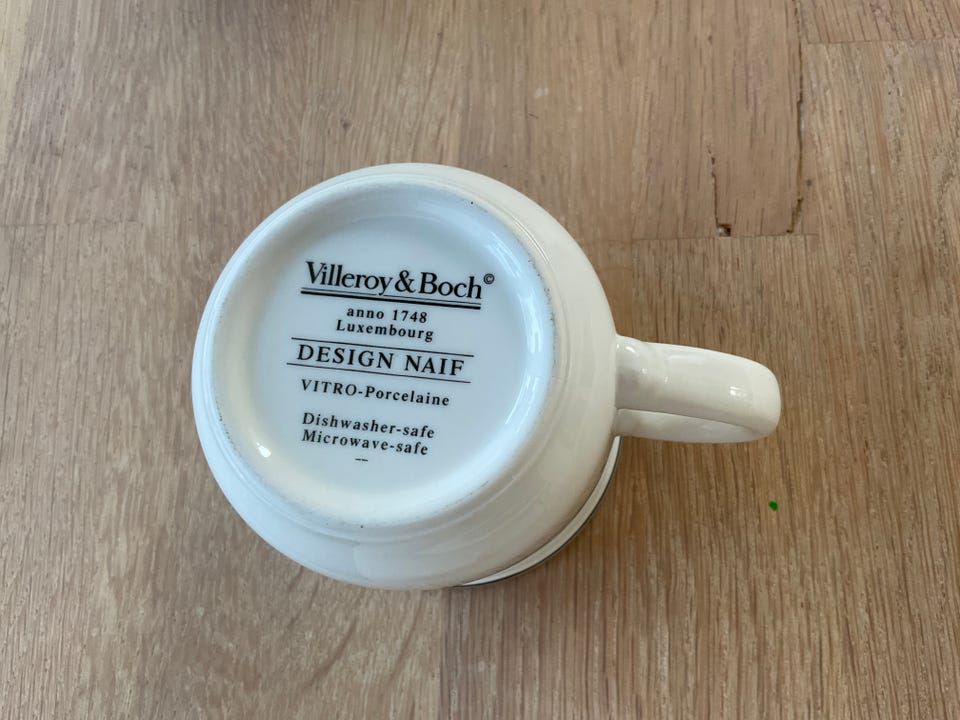 Villeroy & Boch©
anno 1748
Luxembourg
DESIGN NAIF
VITRO-Porcelaine
Dishwasher-safe
Microwave-safe